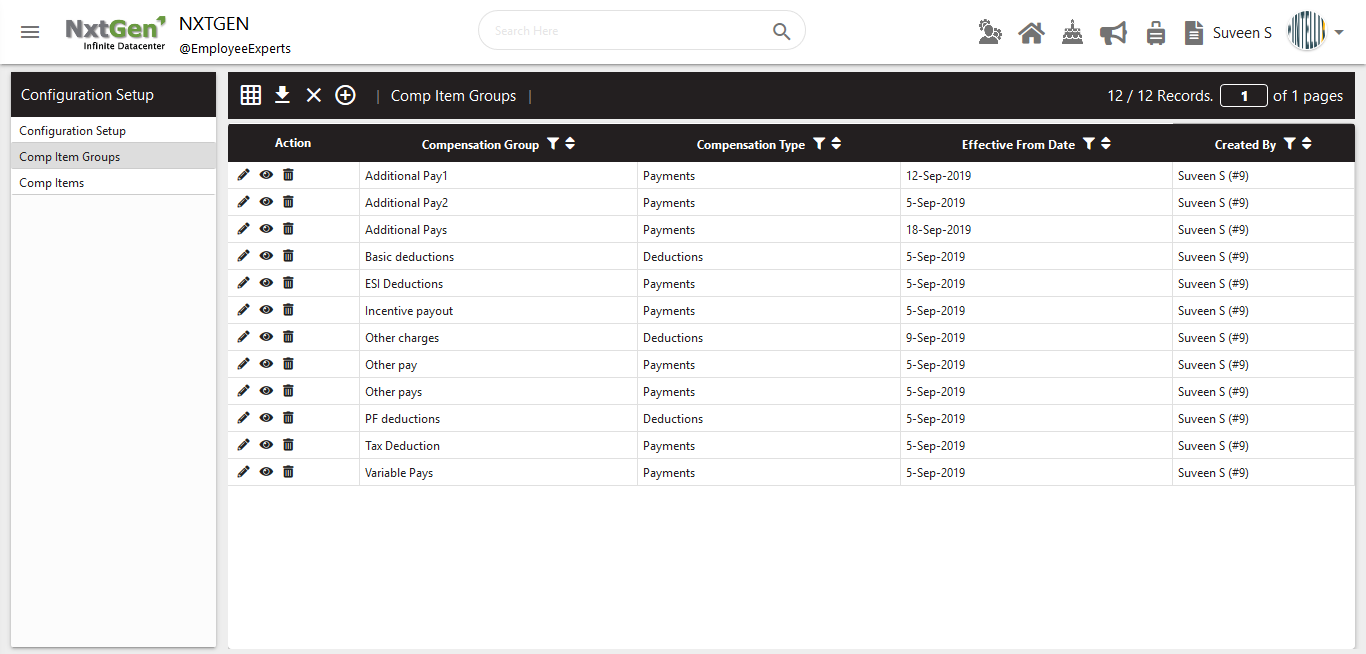 NxtGen
Infinite Datacenter
NXTGEN
@EmployeeExperts
Search Here
Suveen S
Configuration Setup
Configuration Setup
Comp Item Groups
Comp Items
| Comp Item Groups |
12 / 12 Records. 1 of 1 pages
Action Compensation Group Compensation Type Effective From Date Created By
Additional Pay1 Payments 12-Sep-2019 Suveen S (#9)
Additional Pay2 Payments 5-Sep-2019 Suveen S (#9)
Additional Pays Payments 18-Sep-2019 Suveen S (#9)
Basic deductions Deductions 5-Sep-2019 Suveen S (#9)
ESI Deductions Payments 5-Sep-2019 Suveen S (#9)
Incentive payout Payments 5-Sep-2019 Suveen S (#9)
Other charges Deductions 9-Sep-2019 Suveen S (#9)
Other pay Payments 5-Sep-2019 Suveen S (#9)
Other pays Payments 5-Sep-2019 Suveen S (#9)
PF deductions Deductions 5-Sep-2019 Suveen S (#9)
Tax Deduction Payments 5-Sep-2019 Suveen S (#9)
Variable Pays Payments 5-Sep-2019 Suveen S (#9)